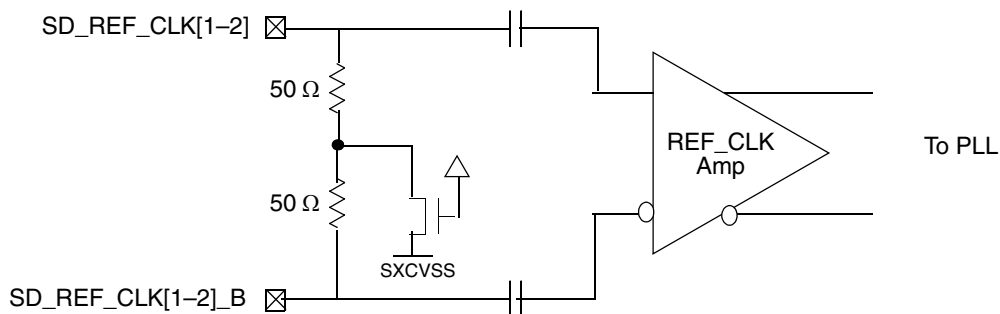 SD_REF_CLK[1–2]
50 Ω
REF_CLK
Amp
To PLL
50 Ω
SXCVSS
SD_REF_CLK[1–2]_B